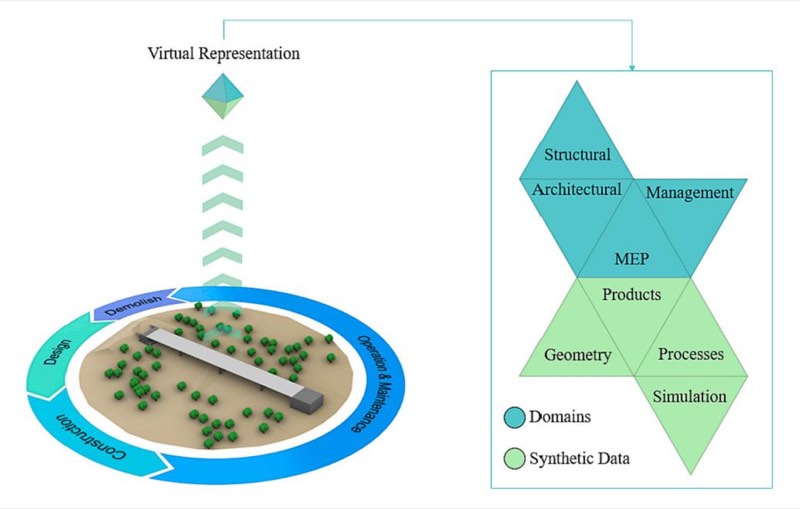 Virtual Representation
Structural
Architectural
Management
MEP
Products
Geometry
Processes
Simulation
Domains
Synthetic Data
Demolish
Design
Operation & Maintenance
Construction